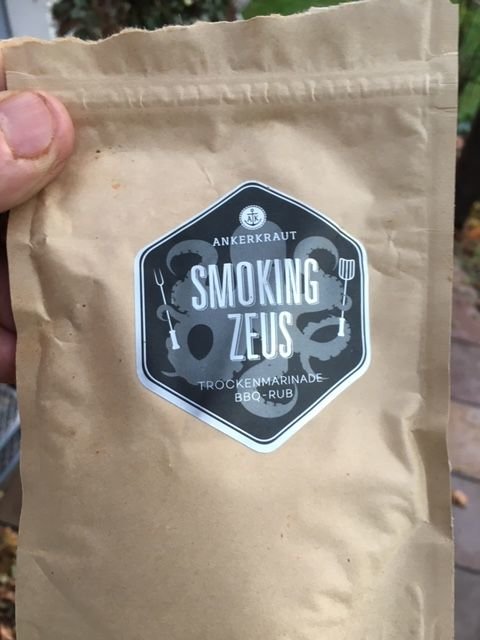 A K
ANKERKRAUT
SMOKING
ZEUS
TROCKENMARINADE
BBQ-RUB